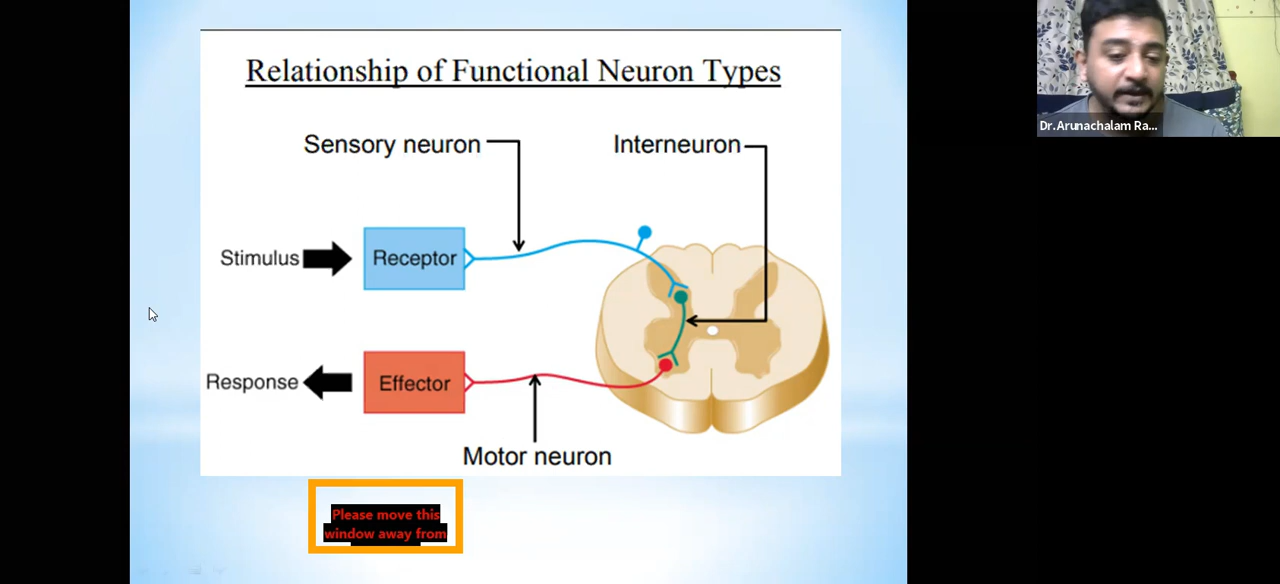 Relationship of Functional Neuron Types
Sensory neuron
Interneuron
Stimulus
Receptor
Response
Effector
Motor neuron
Please move this
window away from
Dr. Arunachalam Ra...